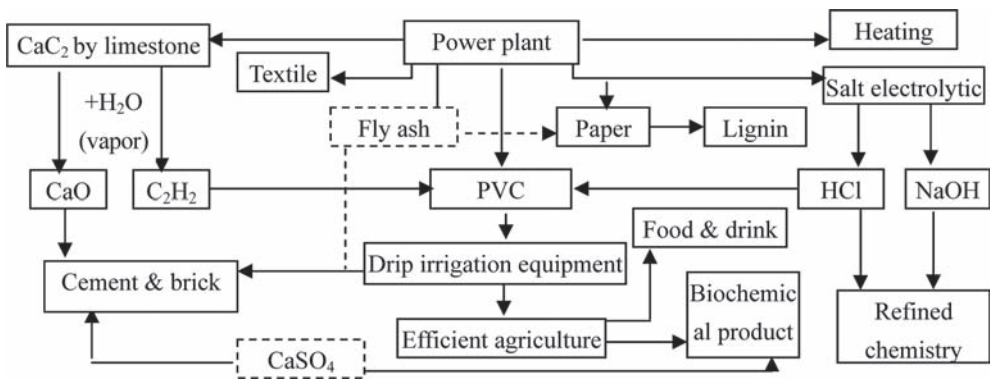 CaC₂ by limestone
Power plant
Heating
Textile
Salt electrolytic
+H₂O
(vapor)
Fly ash
Paper
Lignin
CaO
C₂H₂
PVC
HCl
NaOH
Food & drink
Drip irrigation equipment
Cement & brick
Biochemic
al product
Refined
chemistry
Efficient agriculture
CaSO₄